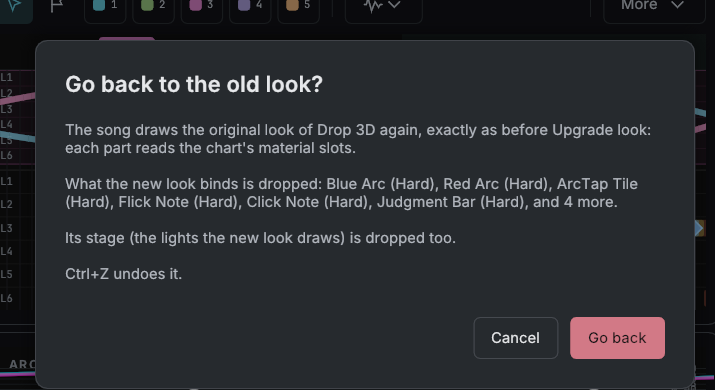 1
2
3
4
5
More
L1
L2
L3
L4
L5
L6
Go back to the old look?
The song draws the original look of Drop 3D again, exactly as before Upgrade look:
each part reads the chart's material slots.
What the new look binds is dropped: Blue Arc (Hard), Red Arc (Hard), ArcTap Tile
(Hard), Flick Note (Hard), Click Note (Hard), Judgment Bar (Hard), and 4 more.
Its stage (the lights the new look draws) is dropped too.
Ctrl+Z undoes it.
L1
L2
L3
L4
L5
L6
Cancel
Go back
ARC